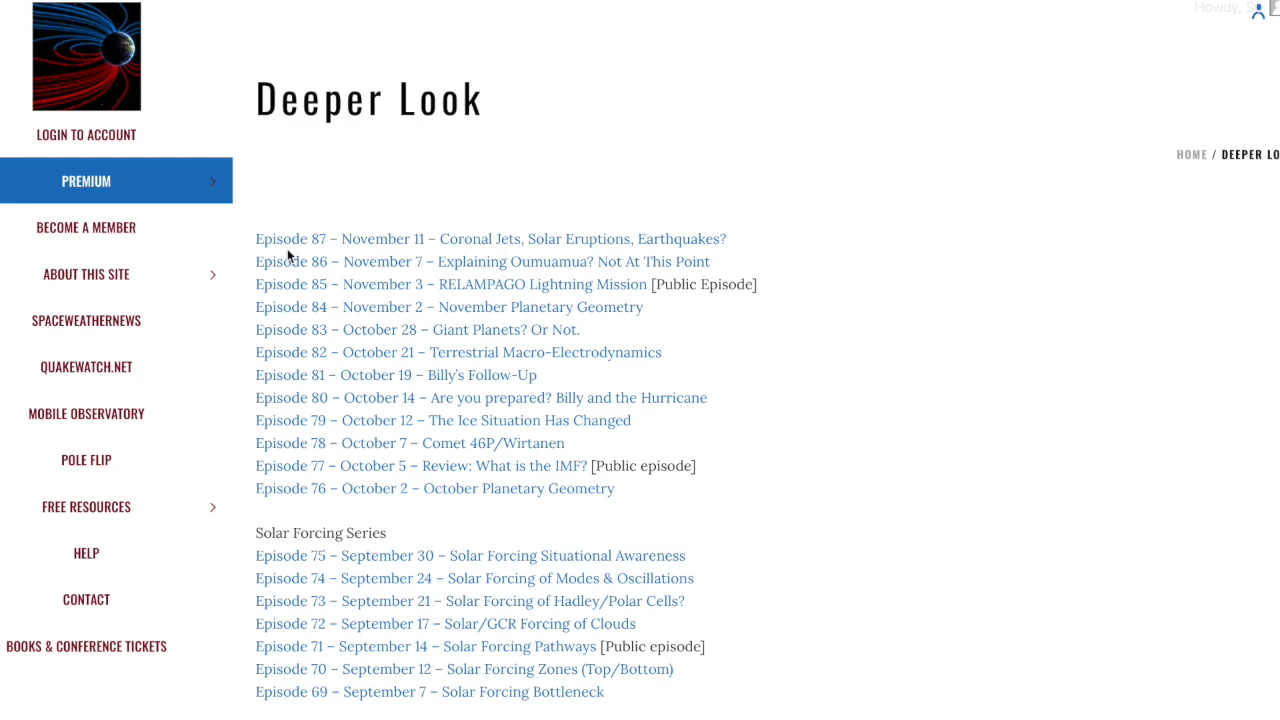 Howdy,
LOGIN TO ACCOUNT
PREMIUM
BECOME A MEMBER
ABOUT THIS SITE
SPACEWEATHERNEWS
QUAKEWATCH.NET
MOBILE OBSERVATORY
POLE FLIP
FREE RESOURCES
HELP
CONTACT
BOOKS & CONFERENCE TICKETS
Deeper Look
HOME / DEEPER LO
Episode 87 – November 11 – Coronal Jets, Solar Eruptions, Earthquakes?
Episode 86 – November 7 – Explaining Oumuamua? Not At This Point
Episode 85 – November 3 – RELAMPAGO Lightning Mission [Public Episode]
Episode 84 – November 2 – November Planetary Geometry
Episode 83 – October 28 – Giant Planets? Or Not.
Episode 82 – October 21 – Terrestrial Macro-Electrodynamics
Episode 81 – October 19 – Billy's Follow-Up
Episode 80 – October 14 – Are you prepared? Billy and the Hurricane
Episode 79 – October 12 – The Ice Situation Has Changed
Episode 78 – October 7 – Comet 46P/Wirtanen
Episode 77 – October 5 – Review: What is the IMF? [Public episode]
Episode 76 – October 2 – October Planetary Geometry
Solar Forcing Series
Episode 75 – September 30 – Solar Forcing Situational Awareness
Episode 74 – September 24 – Solar Forcing of Modes & Oscillations
Episode 73 – September 21 – Solar Forcing of Hadley/Polar Cells?
Episode 72 – September 17 – Solar/GCR Forcing of Clouds
Episode 71 – September 14 – Solar Forcing Pathways [Public episode]
Episode 70 – September 12 – Solar Forcing Zones (Top/Bottom)
Episode 69 – September 7 – Solar Forcing Bottleneck